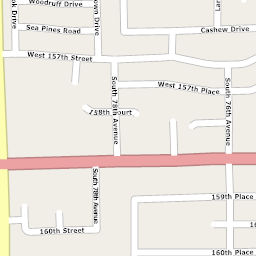 Woodruff Drive
Sea Pines Road
Cashew Drive
West 157th Street
West 157th Place
South 78th Avenue
South 76th Avenue
158th Court
South 78th Avenue
159th Place
160th Street
160th Place